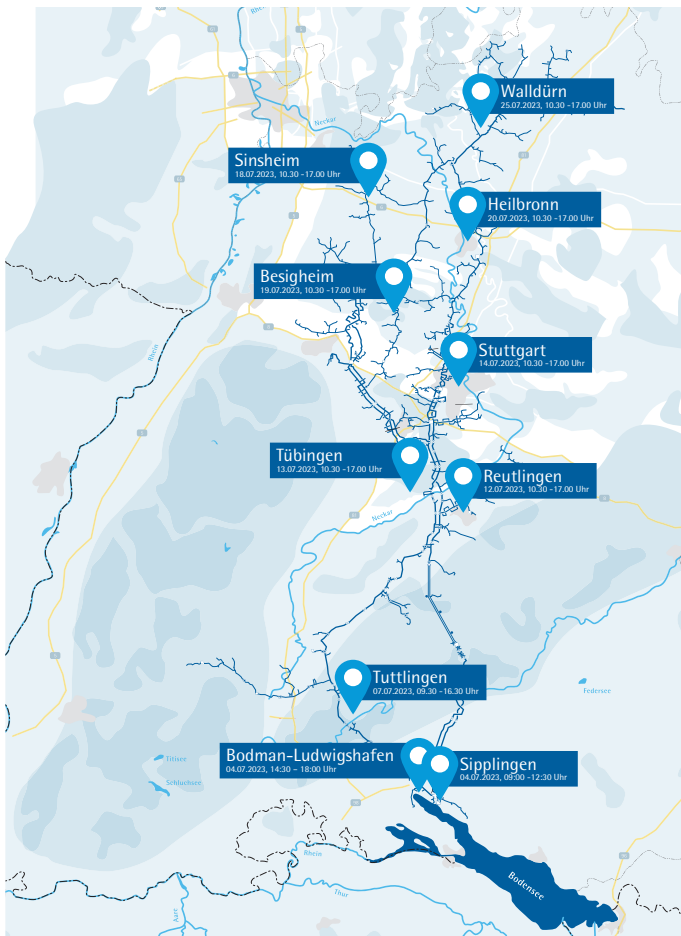 Walldürn
25.07.2023, 10.30 -17.00 Uhr
Neckar
Sinsheim
18.07.2023, 10.30 -17.00 Uhr
Heilbronn
20.07.2023, 10.30 -17.00 Uhr
Besigheim
19.07.2023, 10.30 -17.00 Uhr
Rhein
Stuttgart
14.07.2023, 10.30 -17.00 Uhr
Tübingen
13.07.2023, 10.30 -17.00 Uhr
Reutlingen
12.07.2023, 10.30 -17.00 Uhr
Neckar
Tuttlingen
07.07.2023, 09.30 -16.30 Uhr
Federsee
Bodman-Ludwigshafen
04.07.2023, 14:30 – 18:00 Uhr
Sipplingen
04.07.2023, 09:00 -12:30 Uhr
Titisee
Schluchsee
Rhein
Bodensee
Thur
Aare